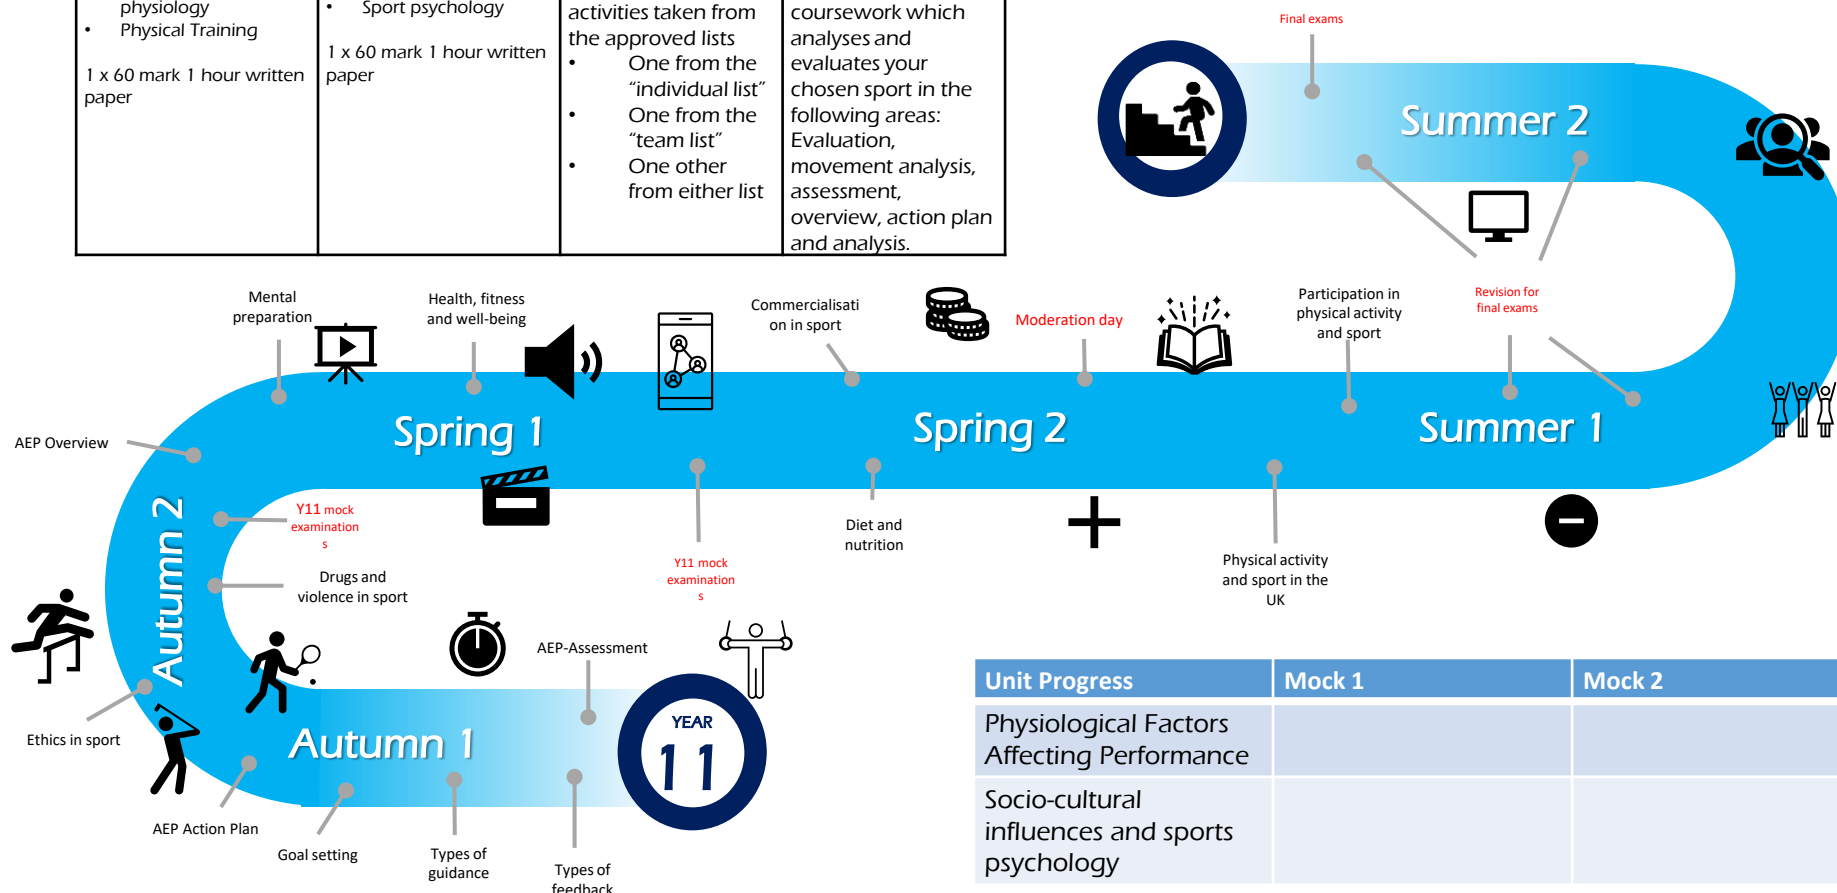 physiology
• Physical Training
1 x 60 mark 1 hour written
paper
• Sport psychology
1 x 60 mark 1 hour written
paper
activities taken from
the approved lists
• One from the
“individual list”
• One from the
“team list”
• One other
from either list
coursework which
analyses and
evaluates your
chosen sport in the
following areas:
Evaluation,
movement analysis,
assessment,
overview, action plan
and analysis.
Final exams
Summer 2
Mental
preparation
Health, fitness
and well-being
Commercialisati
on in sport
Moderation day
Participation in
physical activity
and sport
Revision for
final exams
AEP Overview
Spring 1
Spring 2
Summer 1
Autumn 2
Y11 mock
examination
s
Drugs and
violence in sport
Y11 mock
examination
s
Diet and
nutrition
Physical activity
and sport in the
UK
AEP-Assessment
Ethics in sport
Autumn 1
YEAR
11
AEP Action Plan
Goal setting
Types of
guidance
Types of
feedback
Unit Progress
Mock 1
Mock 2
Physiological Factors
Affecting Performance
Socio-cultural
influences and sports
psychology